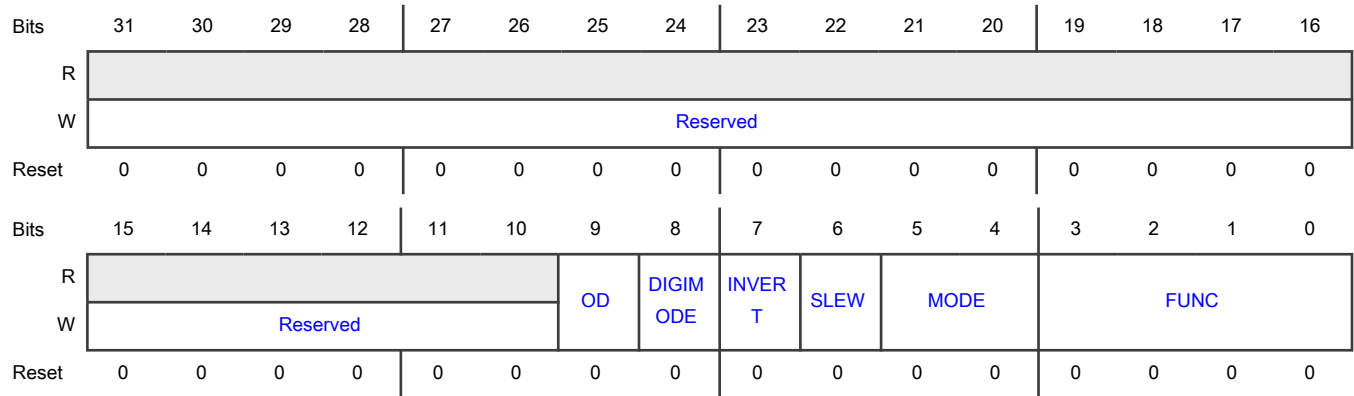 Bits 31 30 29 28 27 26 25 24 23 22 21 20 19 18 17 16
R
W Reserved
Reset 0 0 0 0 0 0 0 0 0 0 0 0 0 0 0 0
Bits 15 14 13 12 11 10 9 8 7 6 5 4 3 2 1 0
R OD DIGIM INVER SLEW MODE FUNC
ODE T
W Reserved
Reset 0 0 0 0 0 0 0 0 0 0 0 0 0 0 0 0